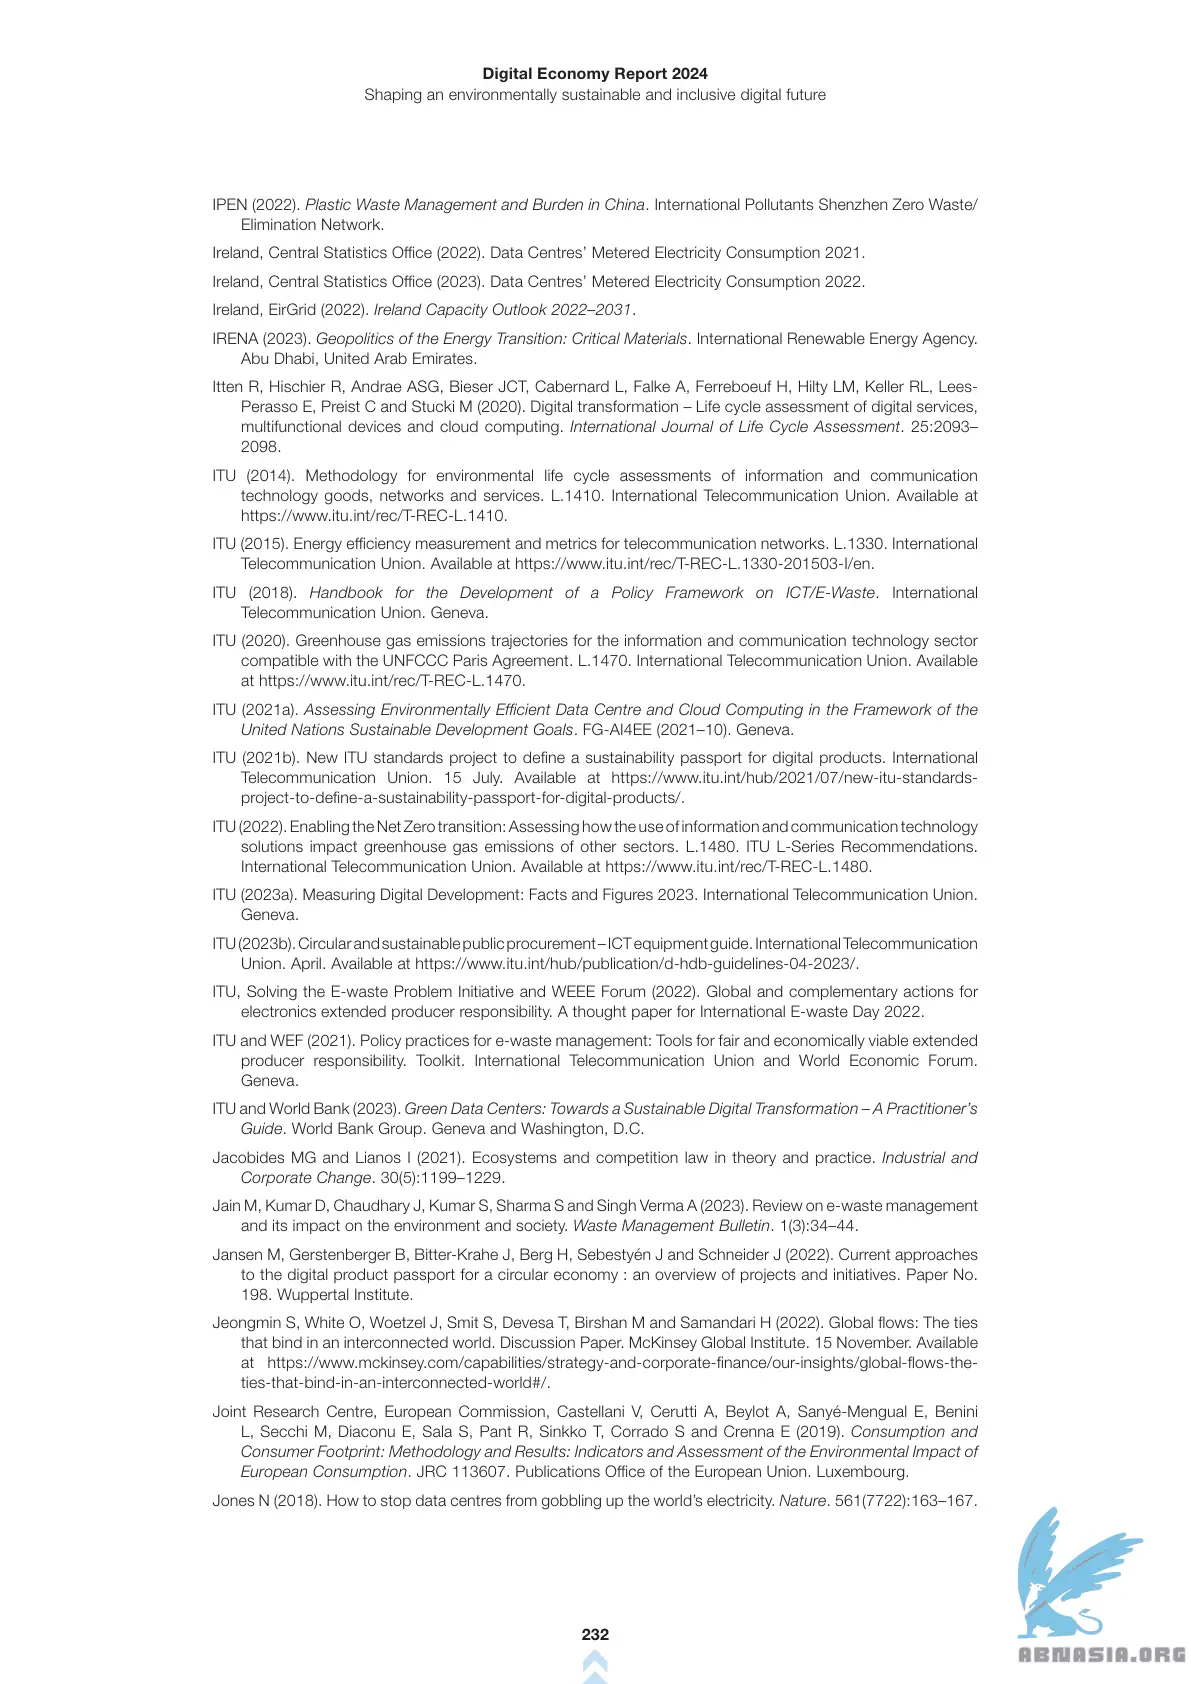 Digital Economy Report 2024
Shaping an environmentally sustainable and inclusive digital future
IPEN (2022). Plastic Waste Management and Burden in China. International Pollutants Shenzhen Zero Waste/
Elimination Network.
Ireland, Central Statistics Office (2022). Data Centres’ Metered Electricity Consumption 2021.
Ireland, Central Statistics Office (2023). Data Centres’ Metered Electricity Consumption 2022.
Ireland, EirGrid (2022). Ireland Capacity Outlook 2022–2031.
IRENA (2023). Geopolitics of the Energy Transition: Critical Materials. International Renewable Energy Agency.
Abu Dhabi, United Arab Emirates.
Itten R, Hischier R, Andrae ASG, Bieser JCT, Cabernard L, Falke A, Ferreboeuf H, Hilty LM, Keller RL, Lees-
Perasso E, Preist C and Stucki M (2020). Digital transformation – Life cycle assessment of digital services,
multifunctional devices and cloud computing. International Journal of Life Cycle Assessment. 25:2093–
2098.
ITU (2014). Methodology for environmental life cycle assessments of information and communication
technology goods, networks and services. L.1410. International Telecommunication Union. Available at
https://www.itu.int/rec/T-REC-L.1410.
ITU (2015). Energy efficiency measurement and metrics for telecommunication networks. L.1330. International
Telecommunication Union. Available at https://www.itu.int/rec/T-REC-L.1330-201503-I/en.
ITU (2018). Handbook for the Development of a Policy Framework on ICT/E-Waste. International
Telecommunication Union. Geneva.
ITU (2020). Greenhouse gas emissions trajectories for the information and communication technology sector
compatible with the UNFCCC Paris Agreement. L.1470. International Telecommunication Union. Available
at https://www.itu.int/rec/T-REC-L.1470.
ITU (2021a). Assessing Environmentally Efficient Data Centre and Cloud Computing in the Framework of the
United Nations Sustainable Development Goals. FG-AI4EE (2021–10). Geneva.
ITU (2021b). New ITU standards project to define a sustainability passport for digital products. International
Telecommunication Union. 15 July. Available at https://www.itu.int/hub/2021/07/new-itu-standards-
project-to-define-a-sustainability-passport-for-digital-products/.
ITU (2022). Enabling the Net Zero transition: Assessing how the use of information and communication technology
solutions impact greenhouse gas emissions of other sectors. L.1480. ITU L-Series Recommendations.
International Telecommunication Union. Available at https://www.itu.int/rec/T-REC-L.1480.
ITU (2023a). Measuring Digital Development: Facts and Figures 2023. International Telecommunication Union.
Geneva.
ITU (2023b). Circular and sustainable public procurement – ICT equipment guide. International Telecommunication
Union. April. Available at https://www.itu.int/hub/publication/d-hdb-guidelines-04-2023/.
ITU, Solving the E-waste Problem Initiative and WEEE Forum (2022). Global and complementary actions for
electronics extended producer responsibility. A thought paper for International E-waste Day 2022.
ITU and WEF (2021). Policy practices for e-waste management: Tools for fair and economically viable extended
producer responsibility. Toolkit. International Telecommunication Union and World Economic Forum.
Geneva.
ITU and World Bank (2023). Green Data Centers: Towards a Sustainable Digital Transformation – A Practitioner’s
Guide. World Bank Group. Geneva and Washington, D.C.
Jacobides MG and Lianos I (2021). Ecosystems and competition law in theory and practice. Industrial and
Corporate Change. 30(5):1199–1229.
Jain M, Kumar D, Chaudhary J, Kumar S, Sharma S and Singh Verma A (2023). Review on e-waste management
and its impact on the environment and society. Waste Management Bulletin. 1(3):34–44.
Jansen M, Gerstenberger B, Bitter-Krahe J, Berg H, Sebestyén J and Schneider J (2022). Current approaches
to the digital product passport for a circular economy : an overview of projects and initiatives. Paper No.
198. Wuppertal Institute.
Jeongmin S, White O, Woetzel J, Smit S, Devesa T, Birshan M and Samandari H (2022). Global flows: The ties
that bind in an interconnected world. Discussion Paper. McKinsey Global Institute. 15 November. Available
at https://www.mckinsey.com/capabilities/strategy-and-corporate-finance/our-insights/global-flows-the-
ties-that-bind-in-an-interconnected-world#/.
Joint Research Centre, European Commission, Castellani V, Cerutti A, Beylot A, Sanyé-Mengual E, Benini
L, Secchi M, Diaconu E, Sala S, Pant R, Sinkko T, Corrado S and Crenna E (2019). Consumption and
Consumer Footprint: Methodology and Results: Indicators and Assessment of the Environmental Impact of
European Consumption. JRC 113607. Publications Office of the European Union. Luxembourg.
Jones N (2018). How to stop data centres from gobbling up the world’s electricity. Nature. 561(7722):163–167.
232
ABNASIA.ORG